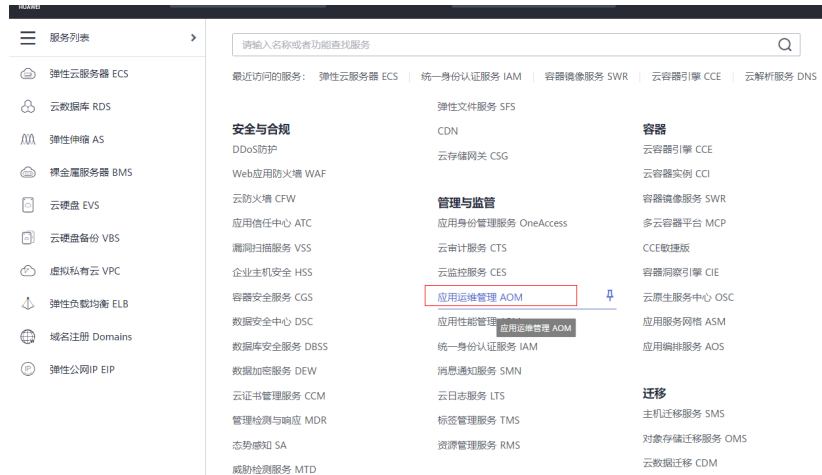 HUAWEI
服务列表
弹性云服务器 ECS
云数据库 RDS
弹性伸缩 AS
裸金属服务器 BMS
云硬盘 EVS
云硬盘备份 VBS
虚拟私有云 VPC
弹性负载均衡 ELB
域名注册 Domains
弹性公网IP EIP
请输入名称或者功能查找服务
最近访问的服务： 弹性云服务器 ECS 统一身份认证服务 IAM 容器镜像服务 SWR 云容器引擎 CCE 云解析服务 DNS
安全与合规
DDoS防护
Web应用防火墙 WAF
云防火墙 CFW
应用信任中心 ATC
漏洞扫描服务 VSS
企业主机安全 HSS
容器安全服务 CGS
数据安全中心 DSC
数据库安全服务 DBSS
数据加密服务 DEW
云证书管理服务 CCM
管理检测与响应 MDR
态势感知 SA
威胁检测服务 MTD
弹性文件服务 SFS
CDN
云存储网关 CSG
管理与监管
应用身份管理服务 OneAccess
云审计服务 CTS
云监控服务 CES
应用运维管理 AOM
应用性能管理
应用运维管理 AOM
统一身份认证服务 IAM
消息通知服务 SMN
云日志服务 LTS
标签管理服务 TMS
资源管理服务 RMS
容器
云容器引擎 CCE
云容器实例 CCI
容器镜像服务 SWR
多云容器平台 MCP
CCE敏捷版
容器洞察引擎 CIE
云原生服务中心 OSC
应用服务网格 ASM
应用编排服务 AOS
迁移
主机迁移服务 SMS
对象存储迁移服务 OMS
云数据迁移 CDM